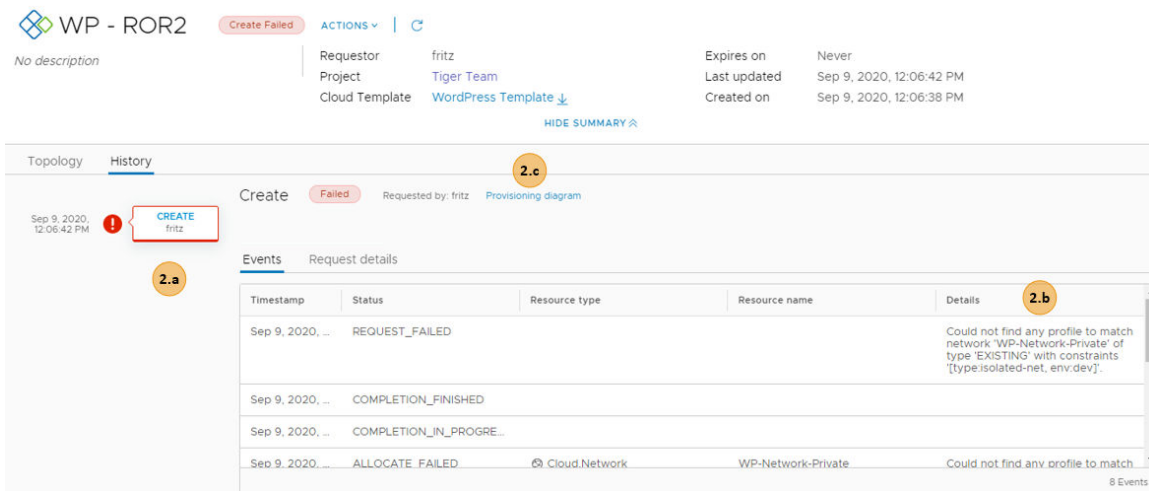 WP - ROR2 Create Failed ACTIONS
No description
Requestor fritz Expires on Never
Project Tiger Team Last updated Sep 9, 2020, 12:06:42 PM
Cloud Template WordPress Template Created on Sep 9, 2020, 12:06:38 PM
HIDE SUMMARY
Topology History
2.c
Create Failed Requested by: fritz Provisioning diagram
Sep 9, 2020,
12:06:42 PM
CREATE
fritz
2.a
Events Request details
2.b
Timestamp Status Resource type Resource name Details
Sep 9, 2020, ... REQUEST_FAILED Could not find any profile to match
network 'WP-Network-Private' of
type 'EXISTING' with constraints
'[type:isolated-net, env:dev]'.
Sep 9, 2020, ... COMPLETION_FINISHED
Sep 9, 2020, ... COMPLETION_IN_PROGRE...
Sep 9, 2020, ... ALLOCATE_FAILED Cloud.Network WP-Network-Private Could not find any profile to match
8 Events